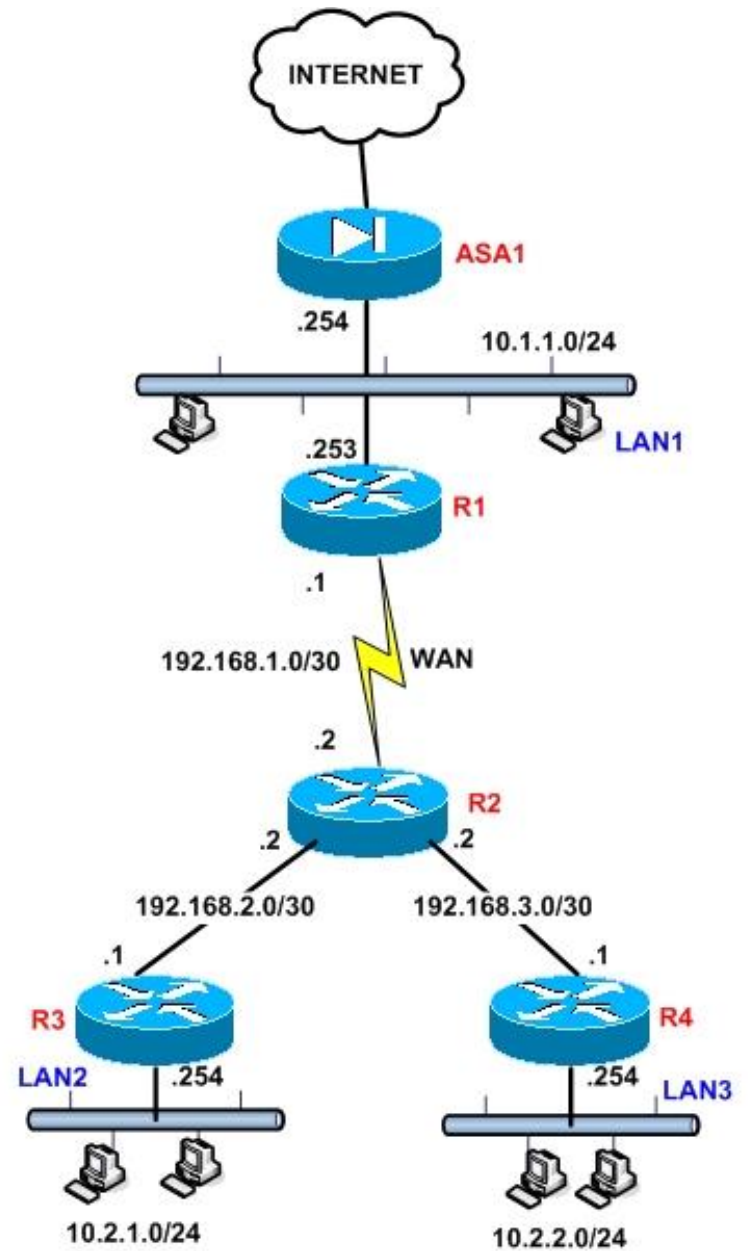 INTERNET
ASA1
.254
10.1.1.0/24
LAN1
.253
R1
.1
192.168.1.0/30
WAN
.2
R2
.2
.2
192.168.2.0/30
192.168.3.0/30
.1
.1
R3
R4
LAN2
.254
.254
LAN3
10.2.1.0/24
10.2.2.0/24